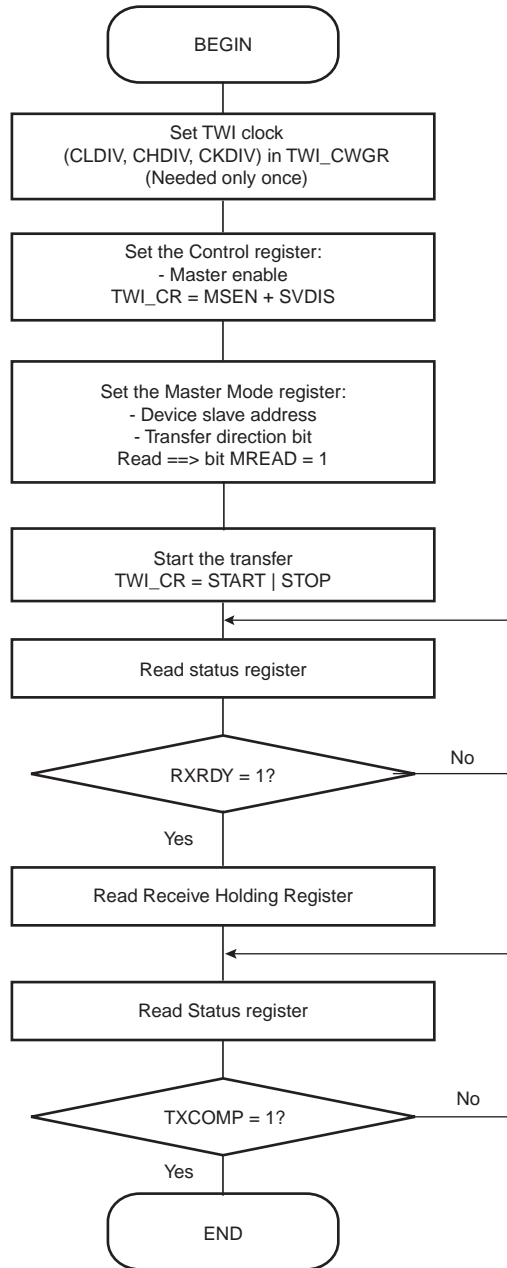 BEGIN
Set TWI clock
(CLDIV, CHDIV, CKDIV) in TWI_CWGR
(Needed only once)
Set the Control register:
- Master enable
TWI_CR = MSEN + SVDIS
Set the Master Mode register:
- Device slave address
- Transfer direction bit
Read ==> bit MREAD = 1
Start the transfer
TWI_CR = START | STOP
Read status register
RXRDY = 1?
No
Yes
Read Receive Holding Register
Read Status register
TXCOMP = 1?
No
Yes
END